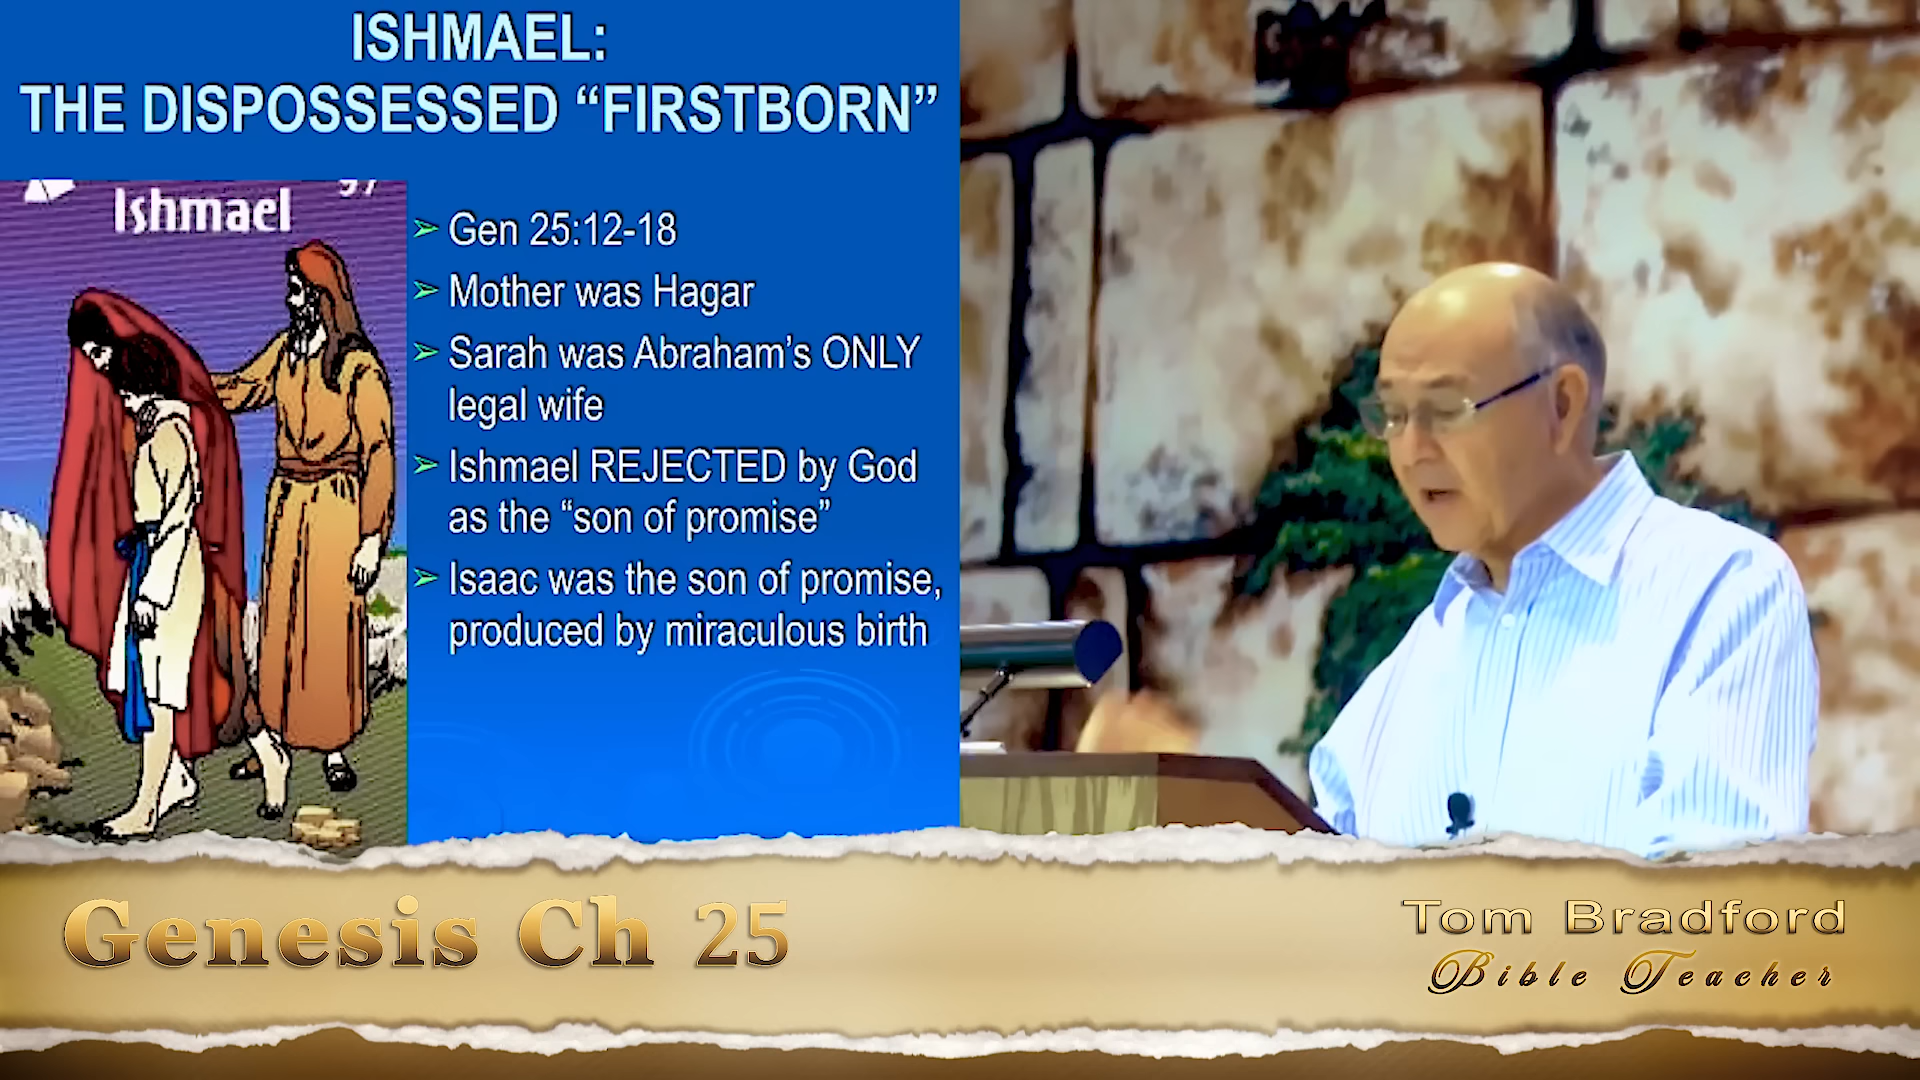 ISHMAEL:
THE DISPOSSESSED “FIRSTBORN”
Ishmael
97
➢ Gen 25:12-18
➢ Mother was Hagar
➢ Sarah was Abraham’s ONLY
legal wife
➢ Ishmael REJECTED by God
as the “son of promise”
➢ Isaac was the son of promise,
produced by miraculous birth
Genesis Ch 25
Tom Bradford
Bible Teacher